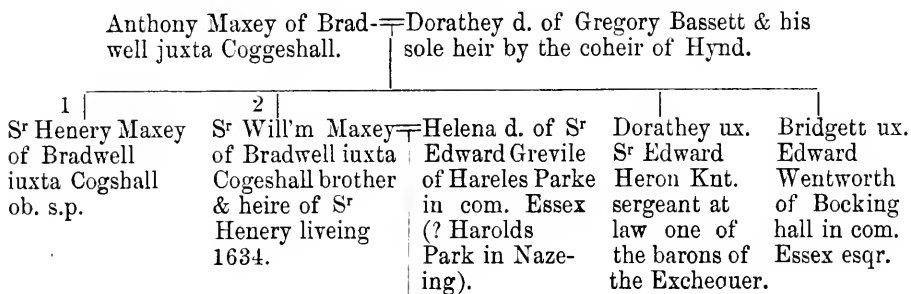 Anthony Maxey of Brad-
well juxta Coggeshall.
Dorathey d. of Gregory Bassett & his
sole heir by the coheir of Hynd.
1
Sr Henery Maxey
of Bradwell
iuxta Cogshall
ob. s.p.
2
Sr Will'm Maxey
of Bradwell iuxta
Cogeshall brother
& heire of Sr
Henery liveing
1634.
Helena d. of Sr
Edward Grevile
of Hareles Parke
in com. Essex
(? Harolds
Park in Naze-
ing).
Dorathey ux.
Sr Edward
Heron Knt.
sergeant at
law one of
the barons of
the Exchequer.
Bridgett ux.
Edward
Wentworth
of Bocking
hall in com.
Essex esqr.